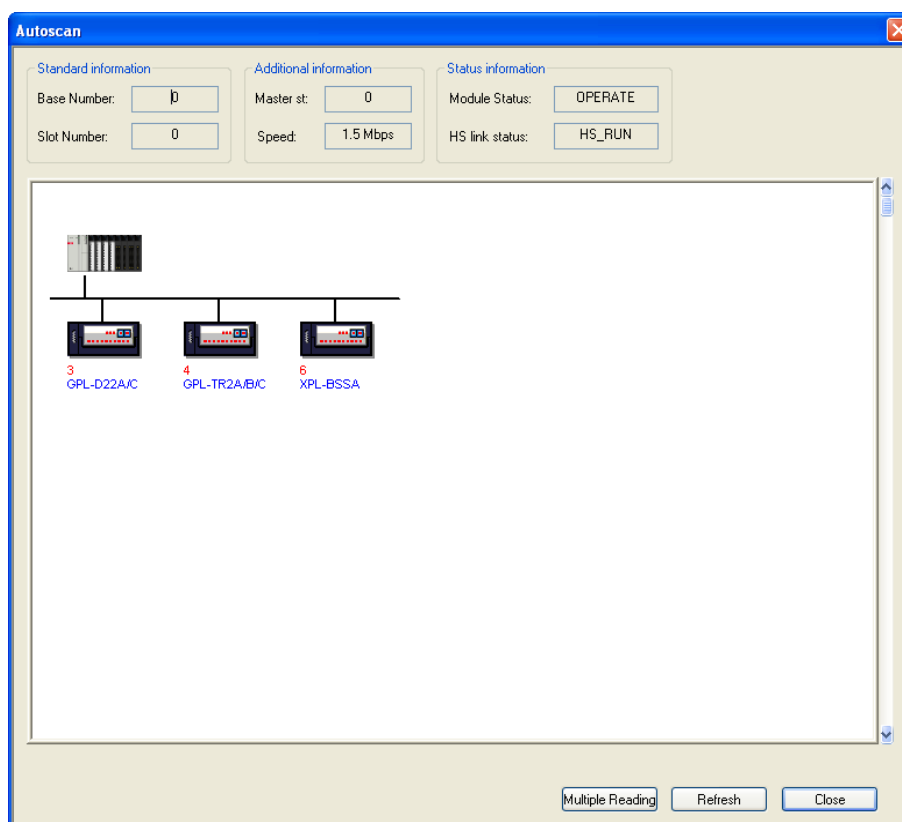 Autoscan
Standard information
Base Number: 0
Slot Number: 0
Additional information
Master st: 0
Speed: 1.5 Mbps
Status information
Module Status: OPERATE
HS link status: HS_RUN
3
GPL-D22A/C
4
GPL-TR2A/B/C
6
XPL-BSSA
Multiple Reading
Refresh
Close